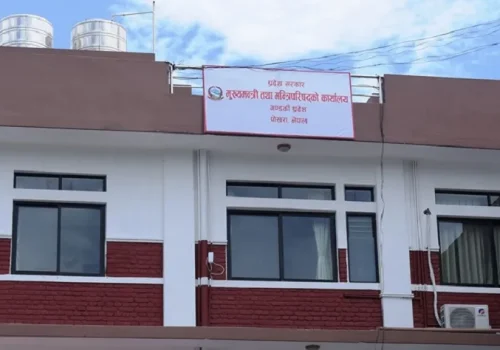 प्रदेश सरकार
मुख्यमन्त्री तथा मन्त्रिपरिषद्को कार्यालय
गण्डकी प्रदेश
पोखरा, नेपाल